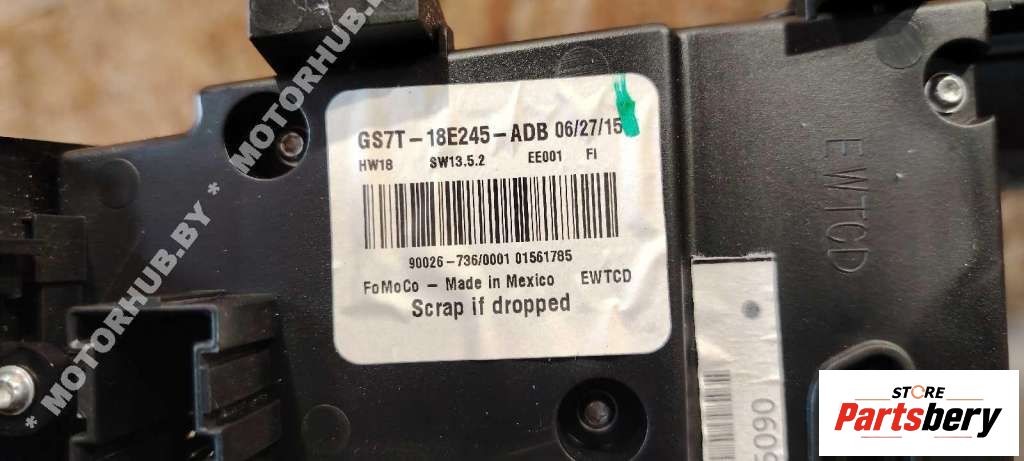 * MOTORHUB.BY * MOTORHUB.BY
GS7T-18E245-ADB 06/27/15
HW18 SW13.5.2 EE001 FI
90026-736/0001 01561785
FoMoCo - Made in Mexico EWTCD
Scrap if dropped
EWTCD
6090
STORE
Partsbery